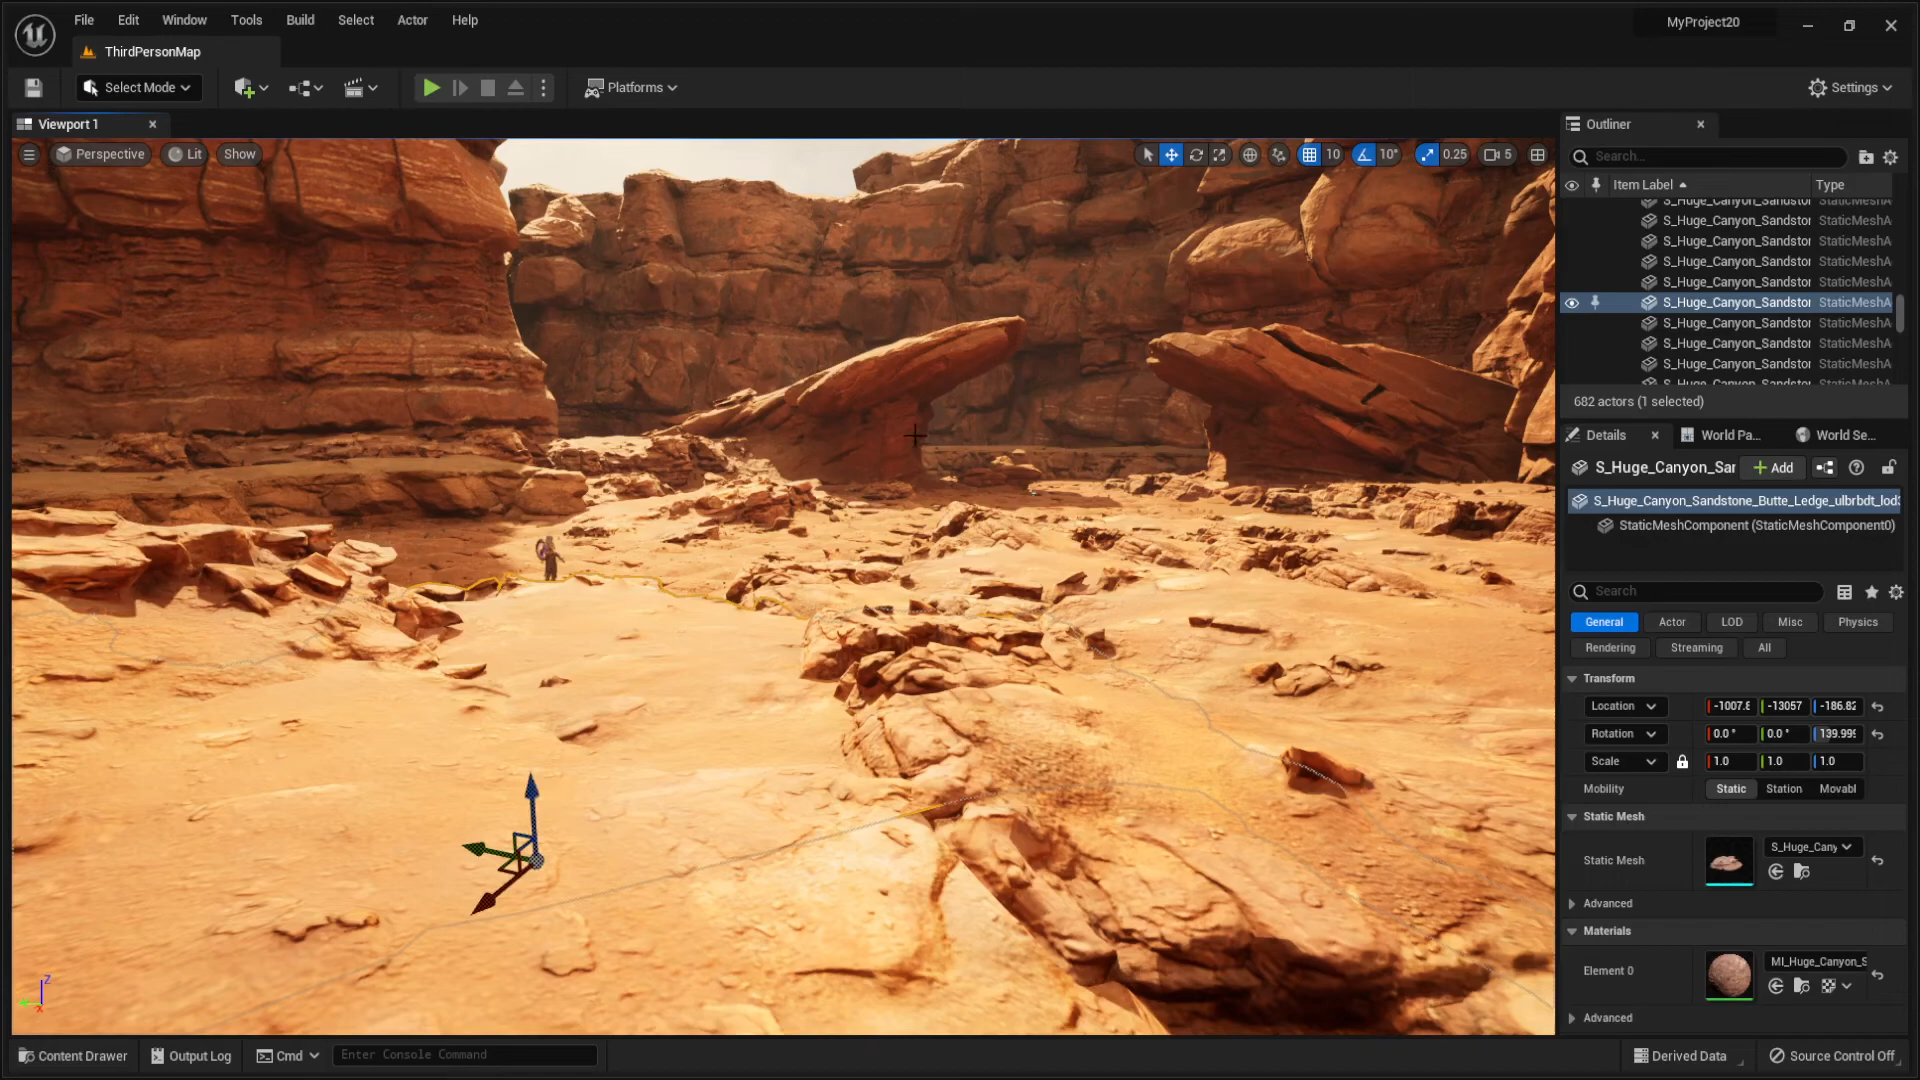 File Edit Window Tools Build Select Actor Help
MyProject20
ThirdPersonMap
Select Mode
Platforms
Settings
Viewport 1
Outliner
Perspective Lit Show
10 10° 0.25 5
Search...
Item Label Type
S_Huge_Canyon_Sandstor StaticMeshA
S_Huge_Canyon_Sandstor StaticMeshA
S_Huge_Canyon_Sandstor StaticMeshA
S_Huge_Canyon_Sandstor StaticMeshA
S_Huge_Canyon_Sandstor StaticMeshA
S_Huge_Canyon_Sandstor StaticMeshA
S_Huge_Canyon_Sandstor StaticMeshA
S_Huge_Canyon_Sandstor StaticMeshA
S_Huge_Canyon_Sandstor StaticMeshA
S_Huge_Canyon_Sandstor StaticMeshA
682 actors (1 selected)
Details World Pa... World Se...
S_Huge_Canyon_Sar Add
S_Huge_Canyon_Sandstone_Butte_Ledge_ulbrbdt_lod
StaticMeshComponent (StaticMeshComponent0)
Search
General Actor LOD Misc Physics
Rendering Streaming All
Transform
Location -1007.8 -13057 -186.82
Rotation 0.0 ° 0.0 ° 139.999
Scale 1.0 1.0 1.0
Mobility Static Station Movabl
Static Mesh
Static Mesh S_Huge_Cany
Advanced
Materials
Element 0 MI_Huge_Canyon_S
Advanced
Z
X
Content Drawer Output Log Cmd Enter Console Command
Derived Data Source Control Off